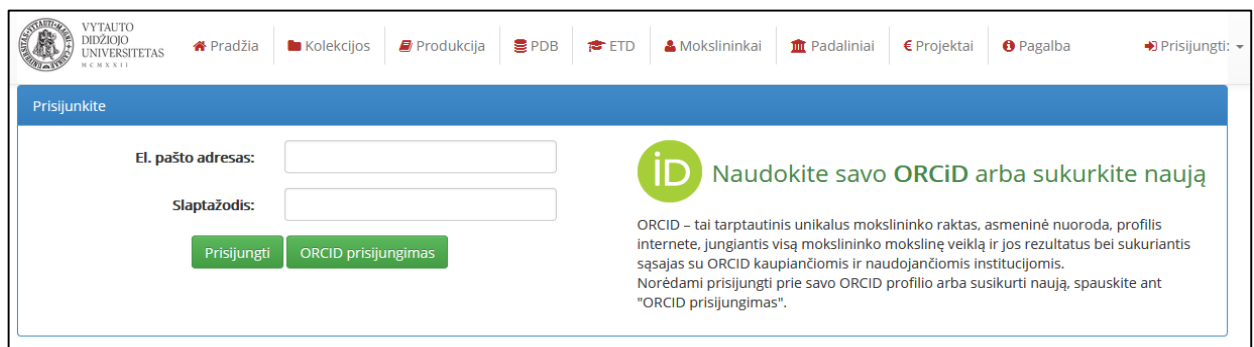 VYTAUTO
DIDŽIOJO
UNIVERSITETAS
MCMXXII
Pradžia Kolekcijos Produkcija PDB ETD Mokslininkai Padaliniai € Projektai Pagalba Prisijungti:
Prisijunkite
El. pašto adresas:
Slaptažodis:
Prisijungti ORCID prisijungimas
iD Naudokite savo ORCiD arba sukurkite naują
ORCID – tai tarptautinis unikalus mokslininko raktas, asmeninė nuoroda, profilis
internete, jungiantis visą mokslininko mokslinę veiklą ir jos rezultatus bei sukuriantis
sąsajas su ORCID kaupiančiomis ir naudojančiomis institucijomis.
Norėdami prisijungti prie savo ORCID profilio arba susikurti naują, spauskite ant
"ORCID prisijungimas".